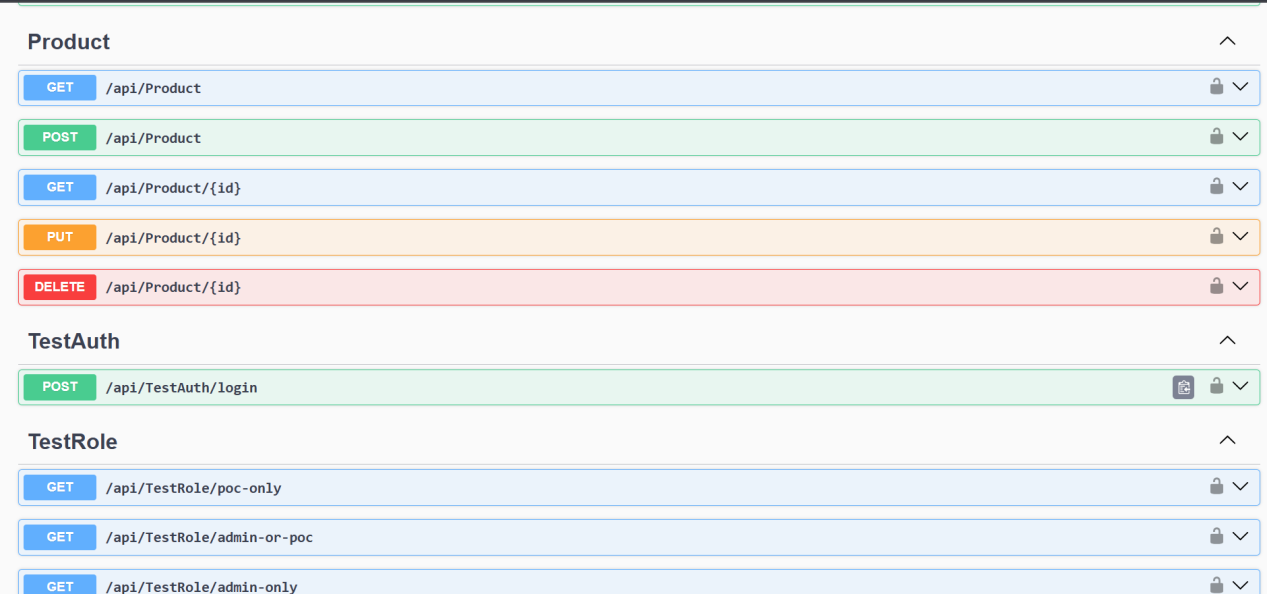 Product
GET /api/Product
POST /api/Product
GET /api/Product/{id}
PUT /api/Product/{id}
DELETE /api/Product/{id}
TestAuth
POST /api/TestAuth/login
TestRole
GET /api/TestRole/poc-only
GET /api/TestRole/admin-or-poc
GET /api/TestRole/admin-only